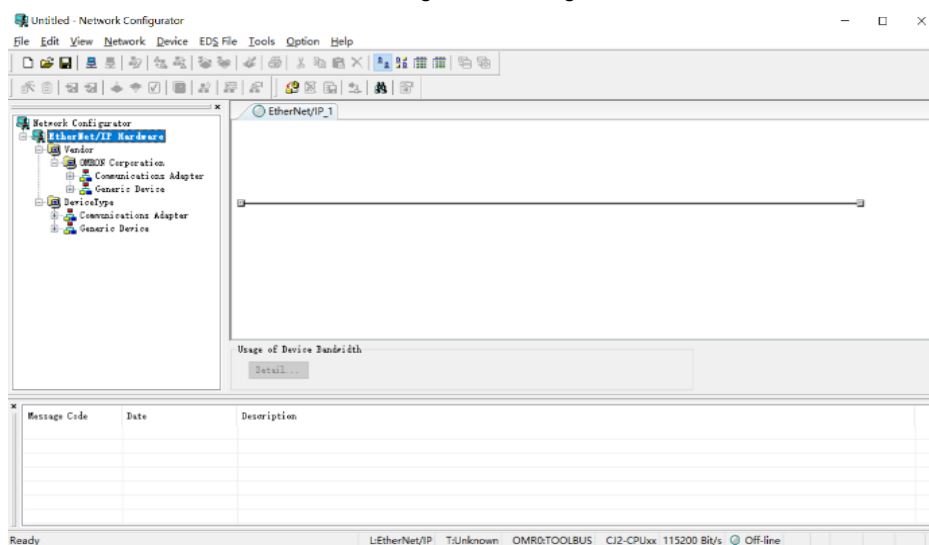 Untitled - Network Configurator
File Edit View Network Device EDS File Tools Option Help
EtherNet/IP_1
Network Configurator
EtherNet/IP Hardware
Vendor
OMRON Corporation
Communications Adapter
Generic Device
DeviceType
Communications Adapter
Generic Device
Usage of Device Bandwidth
Detail...
Message Code Date Description
Ready L:EtherNet/IP T:Unknown OMR0:TOOLBUS CJ2-CPUxx 115200 Bit/s Off-line